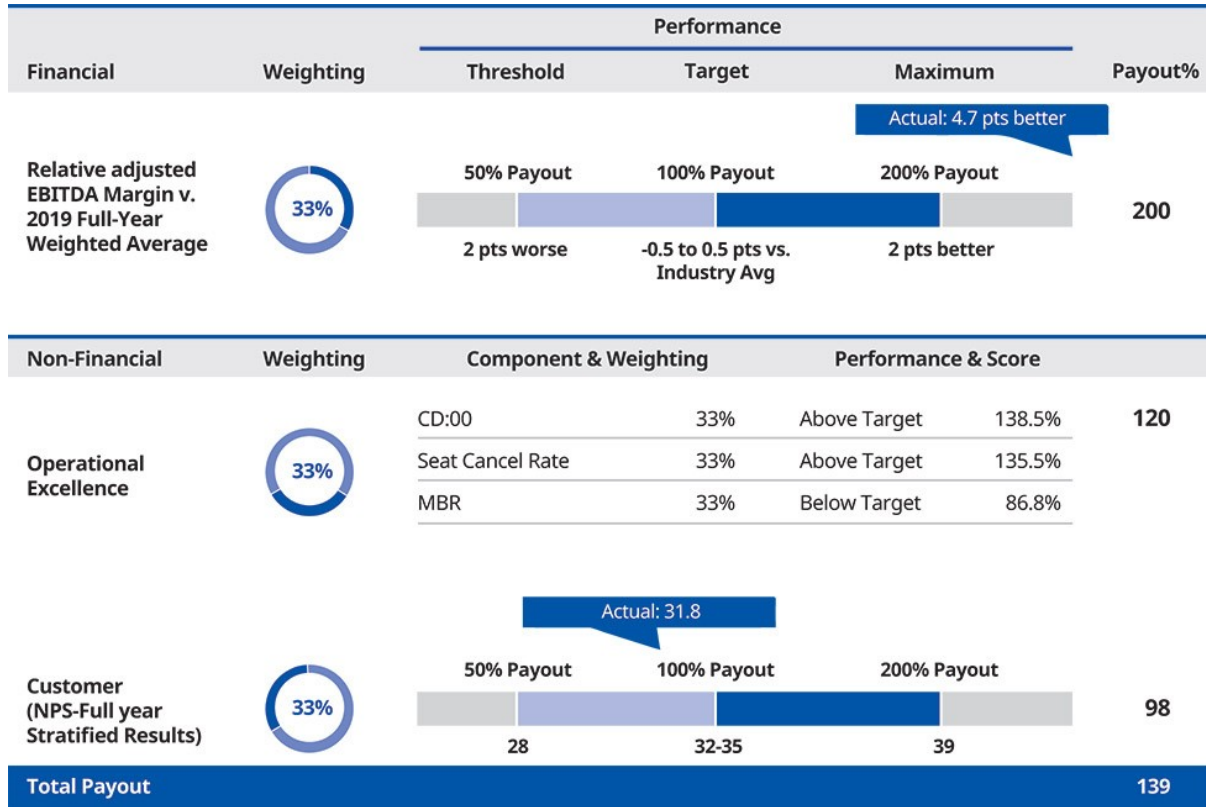 Performance
Financial Weighting Threshold Target Maximum Payout%
Actual: 4.7 pts better
Relative adjusted
EBITDA Margin v.
2019 Full-Year
Weighted Average
33%
50% Payout 100% Payout 200% Payout
2 pts worse -0.5 to 0.5 pts vs. 2 pts better
Industry Avg
200
Non-Financial Weighting Component & Weighting Performance & Score
Operational
Excellence
33%
CD:00 33% Above Target 138.5%
Seat Cancel Rate 33% Above Target 135.5%
MBR 33% Below Target 86.8%
120
Actual: 31.8
Customer
(NPS-Full year
Stratified Results)
33%
50% Payout 100% Payout 200% Payout
28 32-35 39
98
Total Payout 139